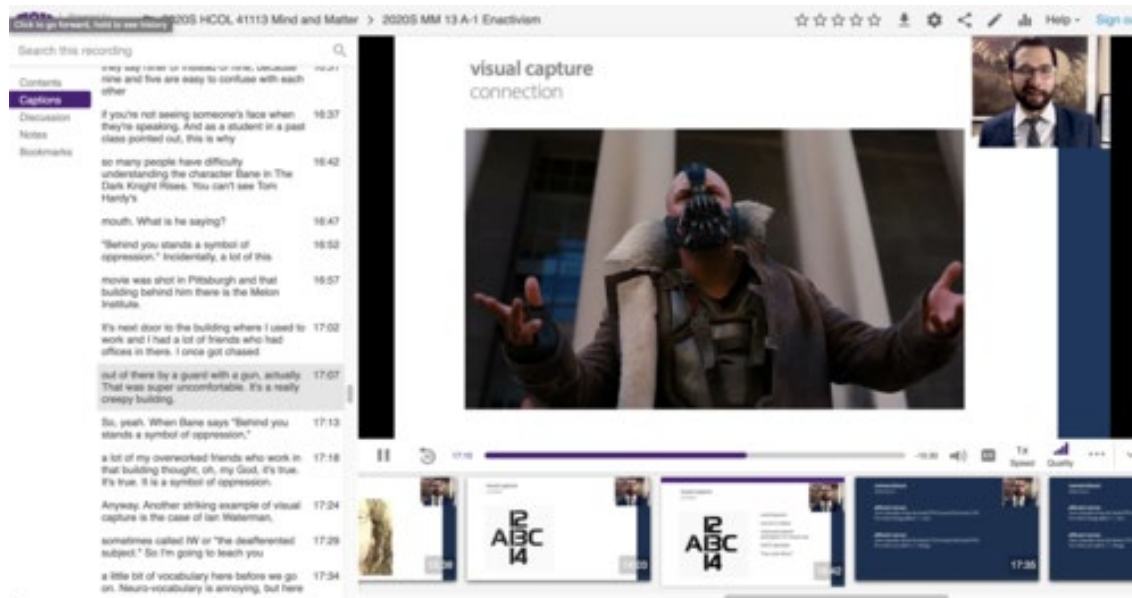 2020S HCOL 41113 Mind and Matter > 2020S MM 13 A-1 Enactivism
Help
Sign
Click to go forward, hold to see history
Search this recording
Contents
Captions
Discussion
Notes
Bookmarks
nine and five are easy to confuse with each
other
if you're not seeing someone's face when 16:37
they're speaking. And as a student in a past
class pointed out, this is why
so many people have difficulty 16:42
understanding the character Bane in The
Dark Knight Rises. You can't see Tom
Hardy's
mouth. What is he saying? 16:47
"Behind you stands a symbol of 16:52
oppression." Incidentally, a lot of this
movie was shot in Pittsburgh and that 16:57
building behind him there is the Melon
Institute.
It's next door to the building where I used to 17:02
work and I had a lot of friends who had
offices in there. I once got chased
out of there by a guard with a gun, actually. 17:07
That was super uncomfortable. It's a really
creepy building.
So, yeah. When Bane says "Behind you 17:13
stands a symbol of oppression,"
a lot of my overworked friends who work in 17:18
that building thought, oh, my God, it's true.
It's true. It is a symbol of oppression.
Anyway. Another striking example of visual 17:24
capture is the case of Ian Waterman,
sometimes called IW or "the deafferented 17:29
subject." So I'm going to teach you
a little bit of vocabulary here before we go 17:34
on. Neuro-vocabulary is annoying, but here
visual capture
connection
1x
Speed
Quality
12
ABC
14
12
ABC
14
17:35